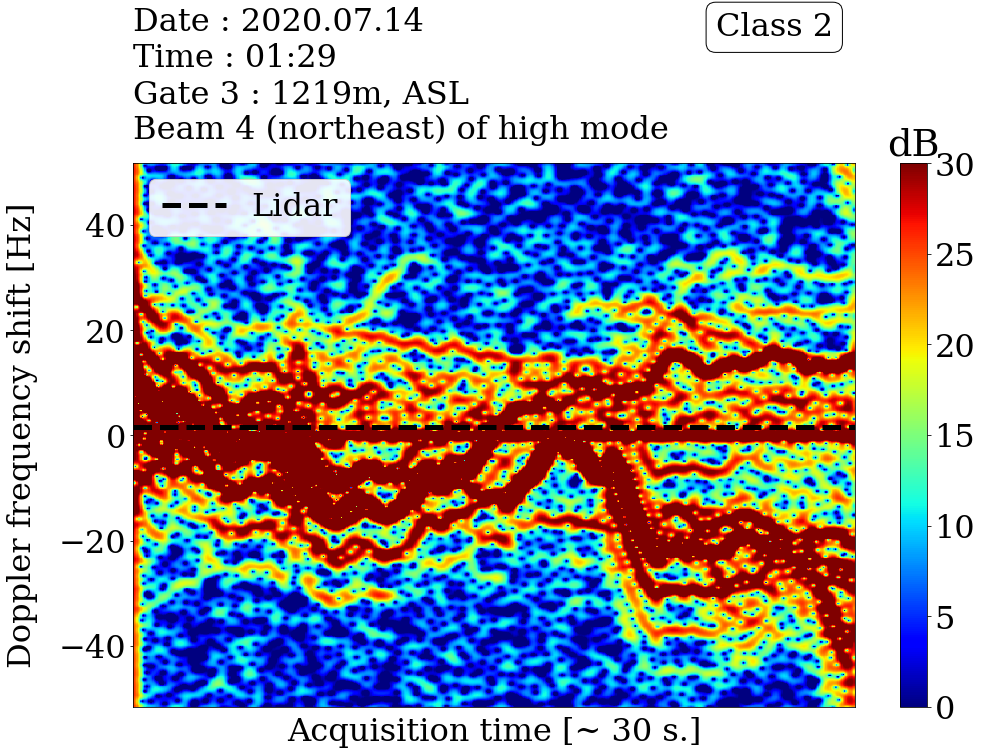 Date : 2020.07.14
Time : 01:29
Gate 3 : 1219m, ASL
Beam 4 (northeast) of high mode
Class 2
dB
Lidar
Doppler frequency shift [Hz]
40
20
0
−20
−40
Acquisition time [~ 30 s.]
30
25
20
15
10
5
0